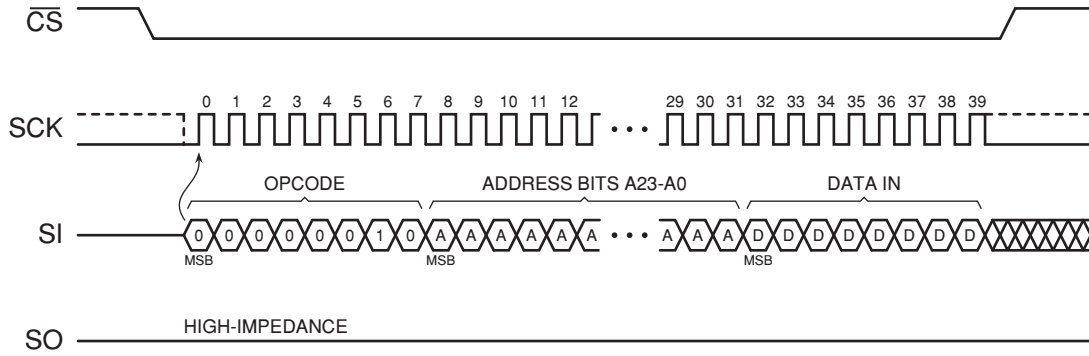 CS
0 1 2 3 4 5 6 7 8 9 10 11 12 29 30 31 32 33 34 35 36 37 38 39
SCK
OPCODE ADDRESS BITS A23-A0 DATA IN
SI 0 0 0 0 0 0 1 0 A A A A A A A A A D D D D D D D D
MSB MSB MSB
HIGH-IMPEDANCE
SO